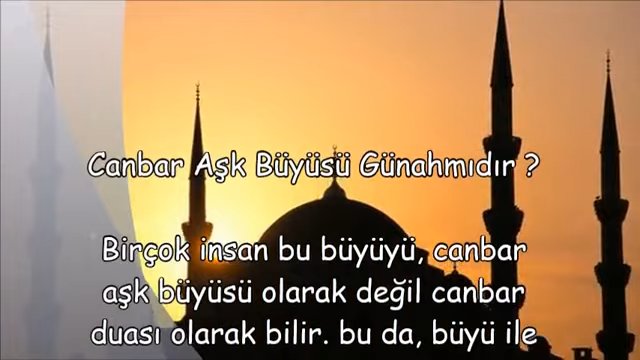 Canbar Aşk Büyüsü Günahmıdır ?
Birçok insan bu büyüyü, canbar
aşk büyüsü olarak değil canbar
duası olarak bilir. bu da, büyü ile